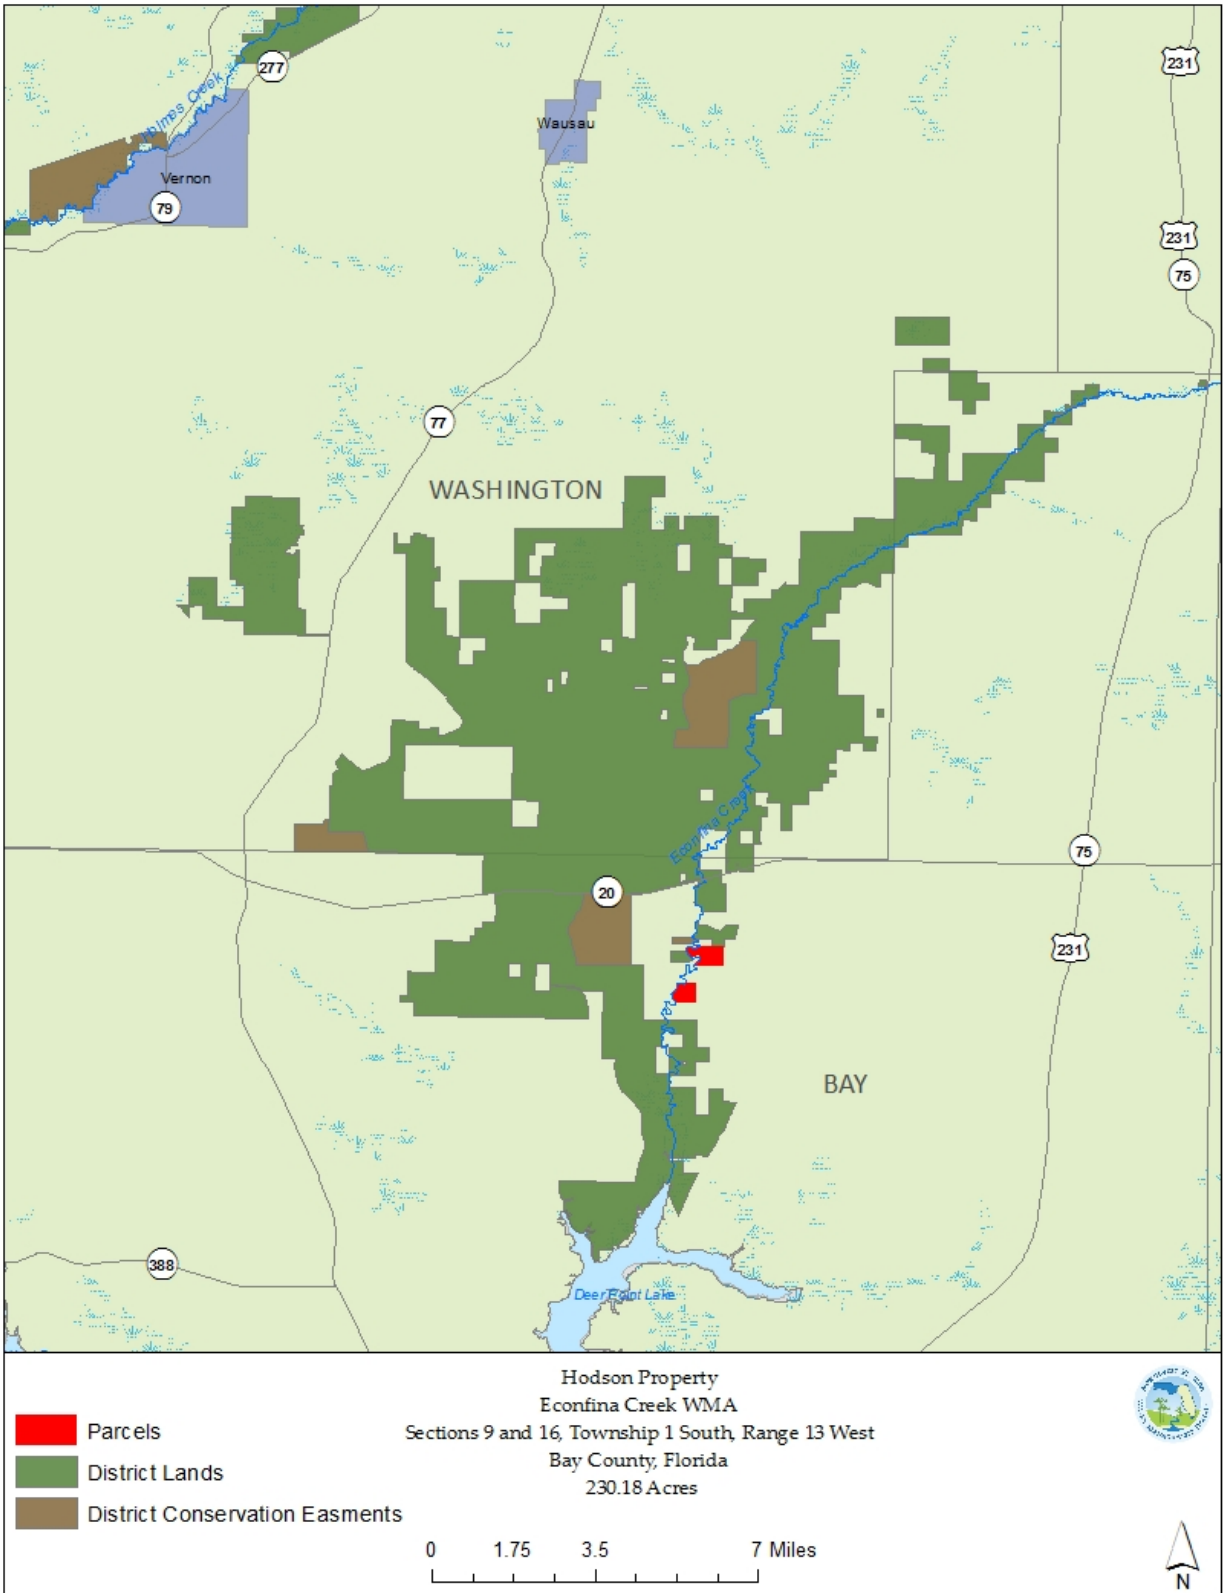 277
231
Holmes Creek
Wausau
Vernon
79
231
75
77
WASHINGTON
Econfina Creek
75
20
231
BAY
388
Deer Point Lake
Hodson Property
Econfina Creek WMA
Sections 9 and 16, Township 1 South, Range 13 West
Bay County, Florida
230.18 Acres
Parcels
District Lands
District Conservation Easments
0 1.75 3.5 7 Miles
N